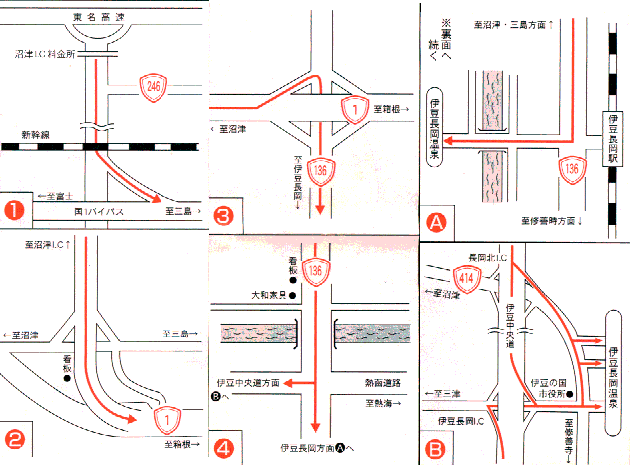 東名高速
沼津I.C料金所
246
新幹線
←至富士
国1バイパス
至三島→
1
至沼津I.C↑
←至沼津
至三島→
看板
1
至箱根→
2
1
至箱根→
←至沼津
136
至伊豆長岡→
3
136
看板
大和家具
伊豆中央道方面
Bへ
熱函道路
至熱海→
伊豆長岡方面Aへ
4
※裏面へ続く
至沼津・三島方面↑
伊豆長岡温泉
伊豆長岡駅
136
至修善時方面↓
A
長岡北I.C
414
←至沼津
伊豆中央道
伊豆長岡温泉
伊豆の国
市役所
←至三津
伊豆長岡I.C
至修善寺→
B